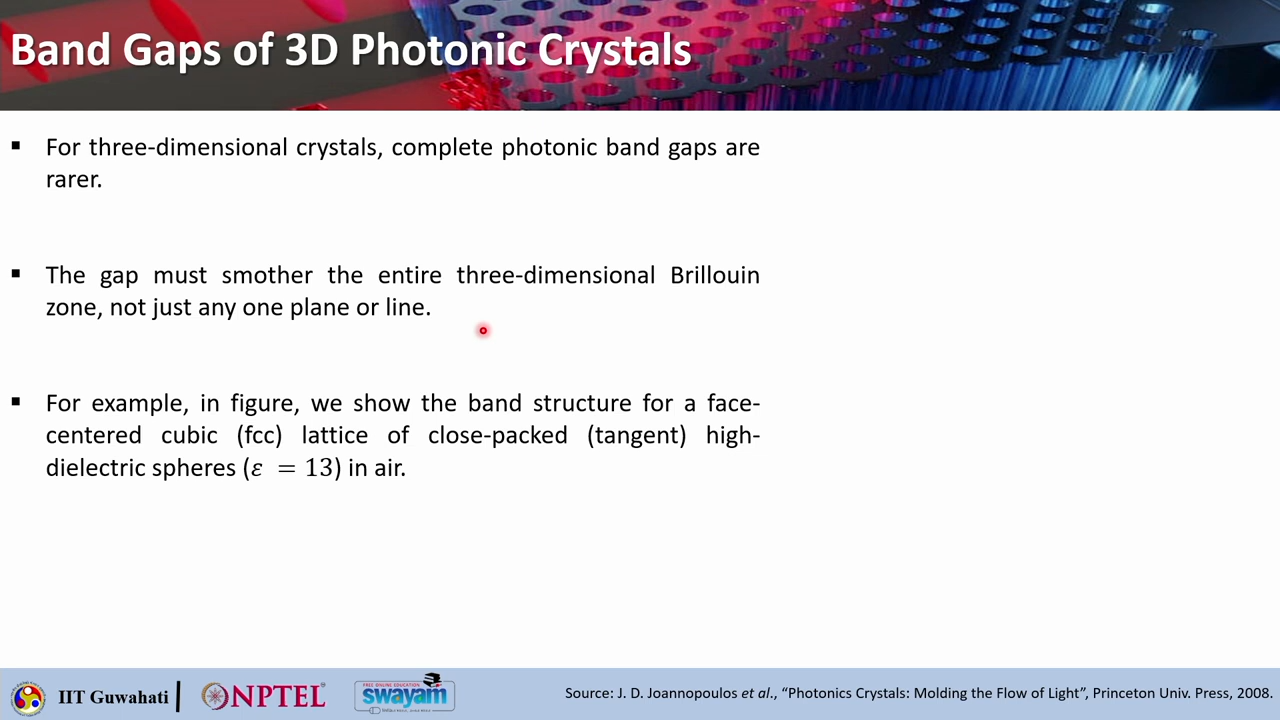 Band Gaps of 3D Photonic Crystals
▪ For three-dimensional crystals, complete photonic band gaps are
rarer.
▪ The gap must smother the entire three-dimensional Brillouin
zone, not just any one plane or line.
▪ For example, in figure, we show the band structure for a face-
centered cubic (fcc) lattice of close-packed (tangent) high-
dielectric spheres (ε = 13) in air.
IIT Guwahati
NPTEL
FREE ONLINE EDUCATION
swayam
Source: J. D. Joannopoulos et al., “Photonics Crystals: Molding the Flow of Light”, Princeton Univ. Press, 2008.